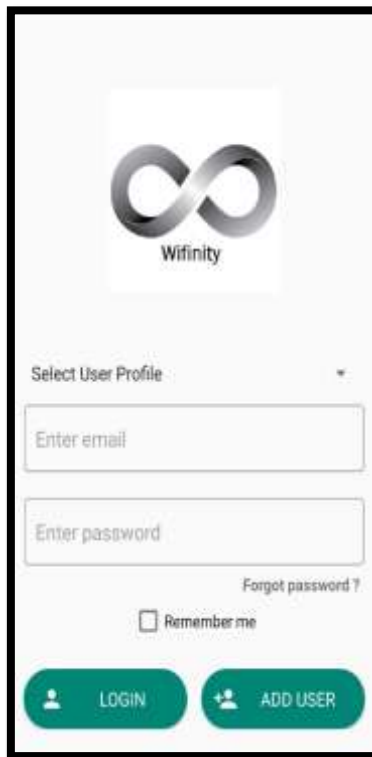 Wifinity
Select User Profile
Enter email
Enter password
Forgot password ?
Remember me
LOGIN
ADD USER